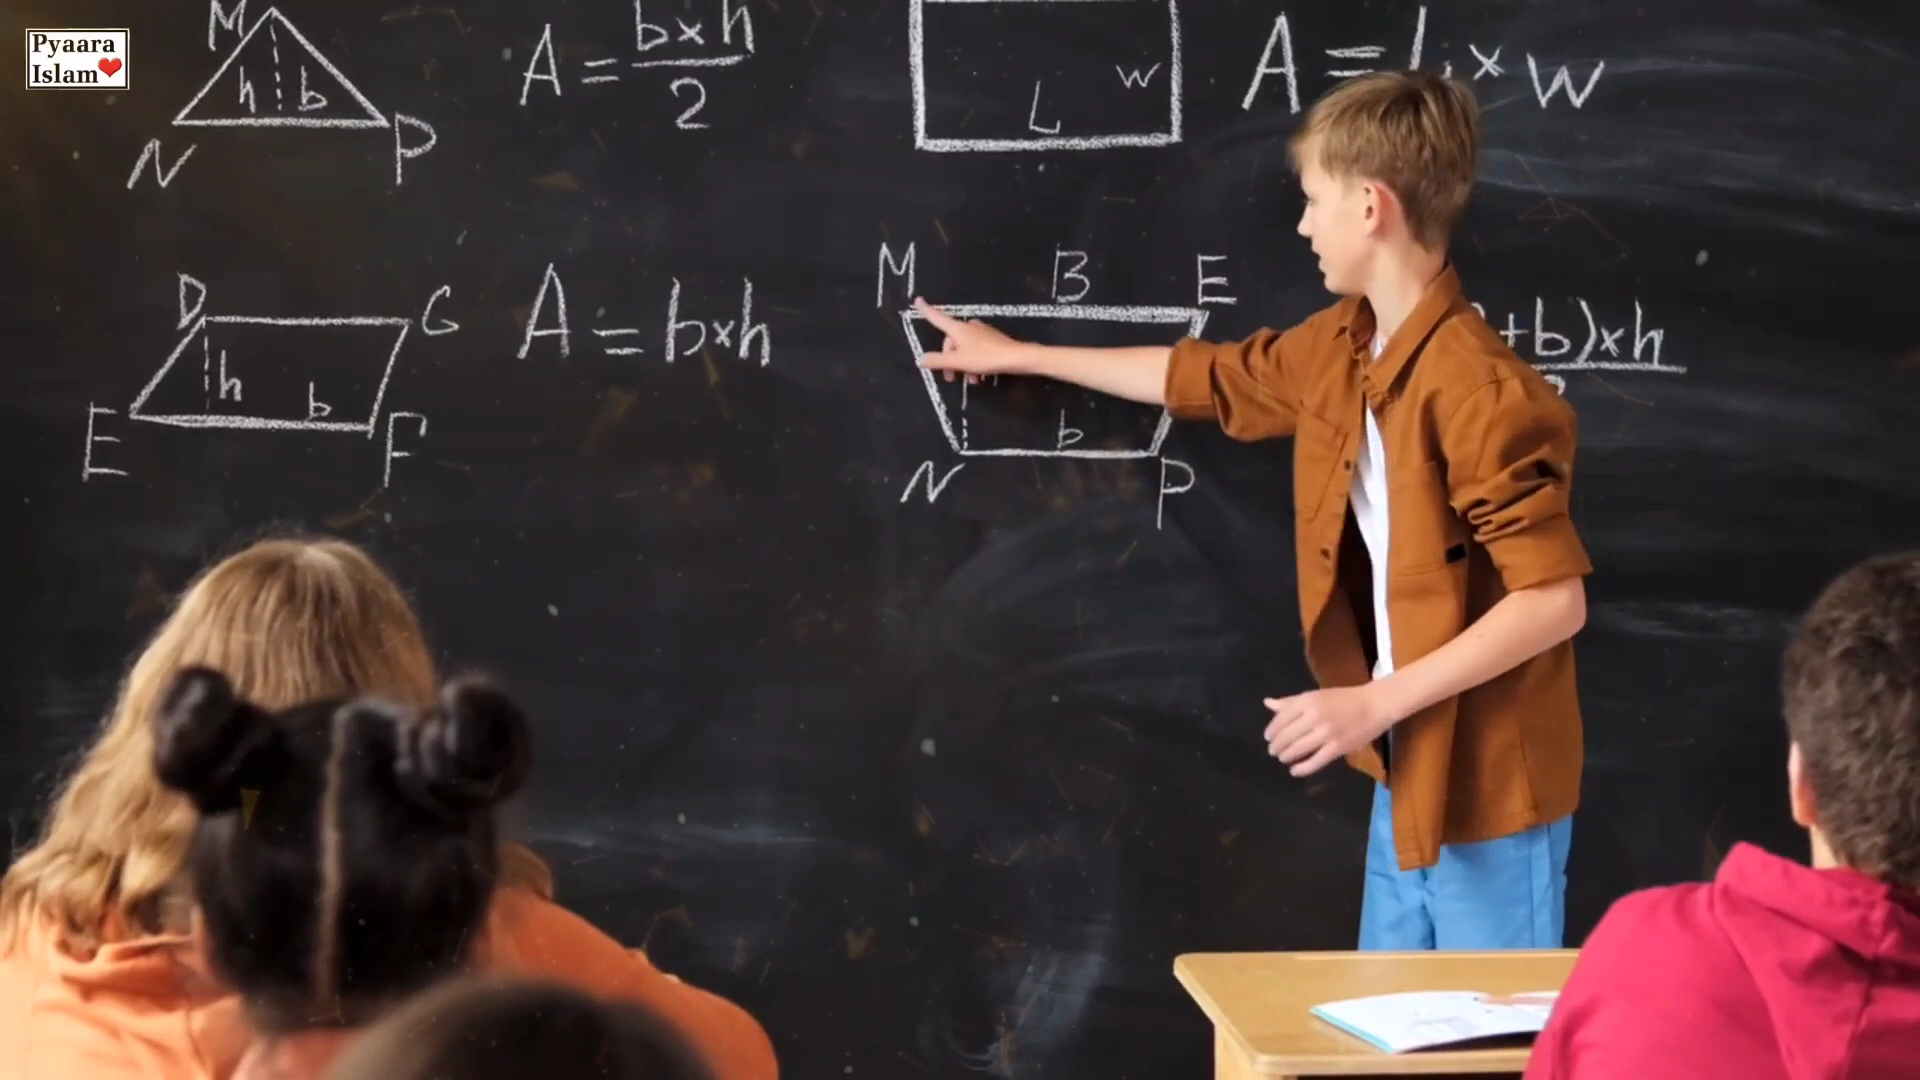 Pyaara
Islam
M
h b
N P
A = b×h
2
L w
A = L × w
D G
h b
E F
A = b×h
M B E
b
N P
+b)×h